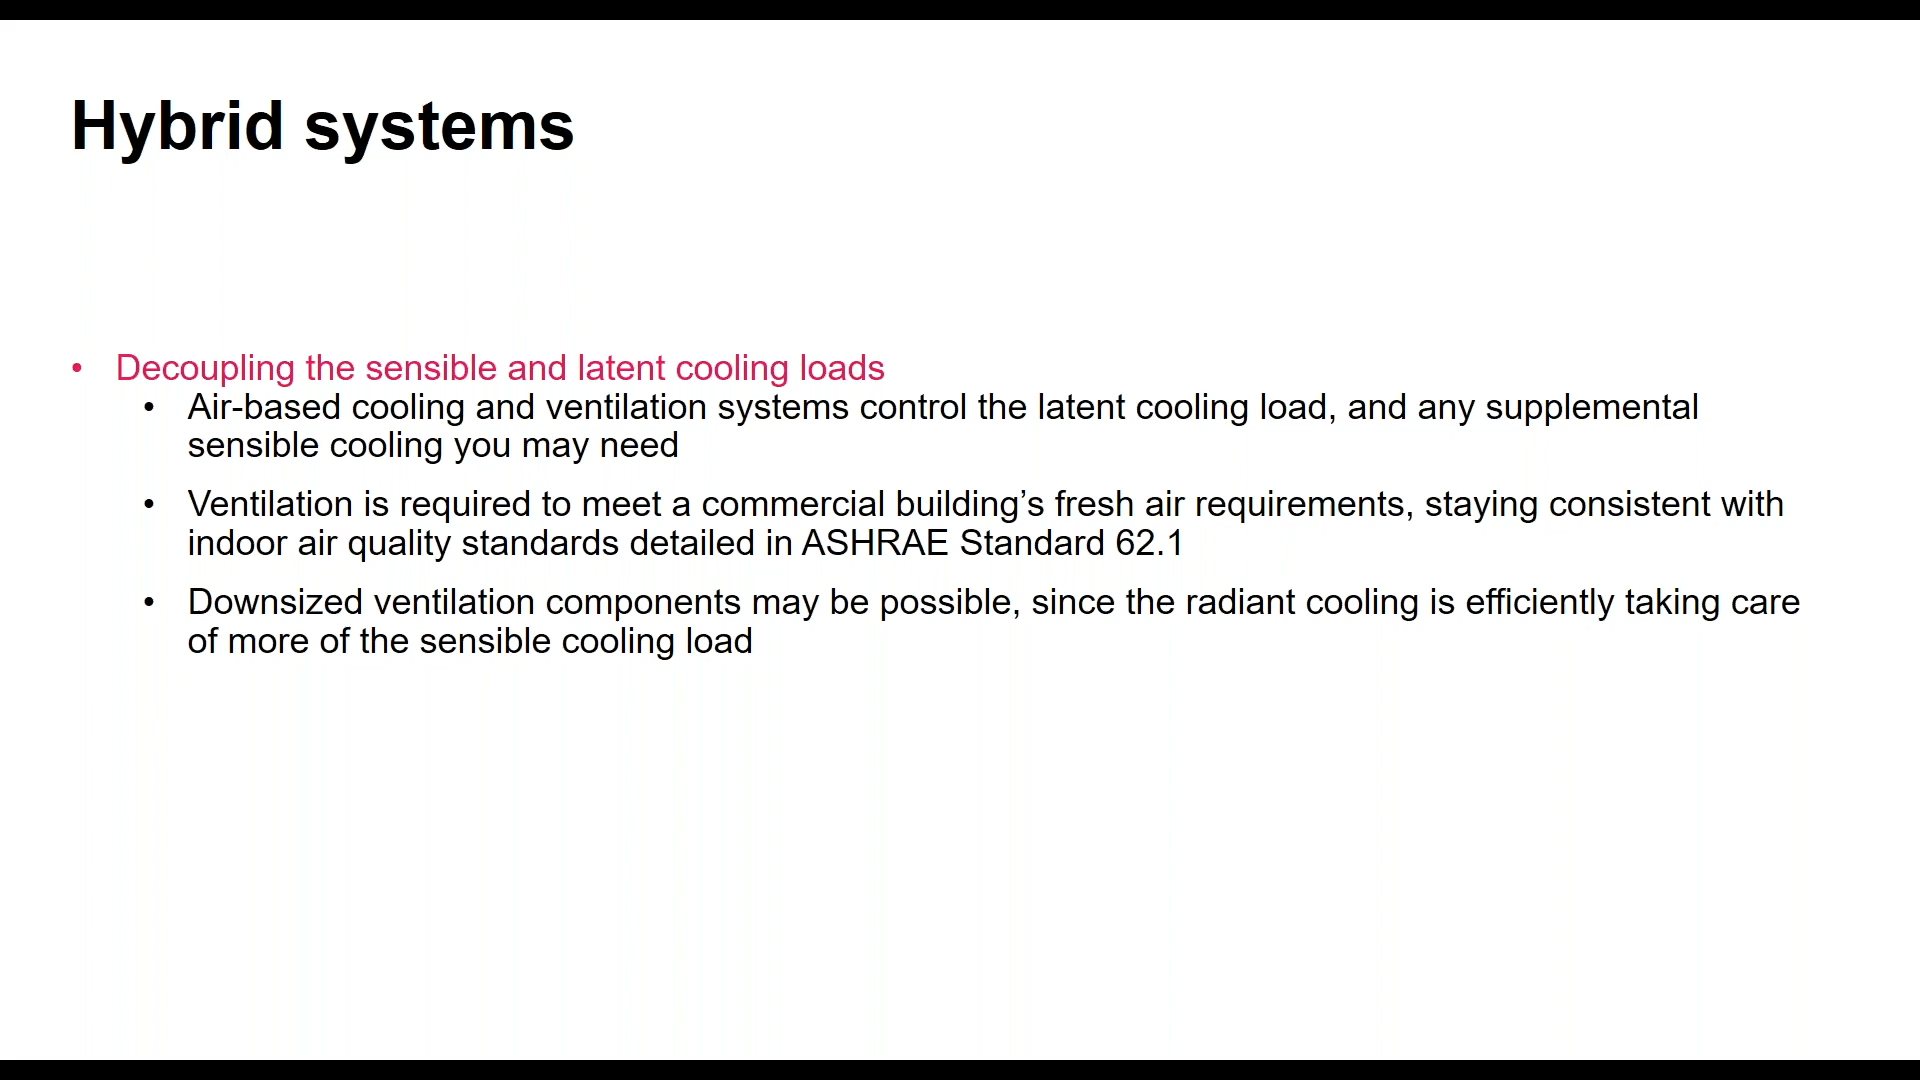 Hybrid systems
• Decoupling the sensible and latent cooling loads
• Air-based cooling and ventilation systems control the latent cooling load, and any supplemental
sensible cooling you may need
• Ventilation is required to meet a commercial building’s fresh air requirements, staying consistent with
indoor air quality standards detailed in ASHRAE Standard 62.1
• Downsized ventilation components may be possible, since the radiant cooling is efficiently taking care
of more of the sensible cooling load